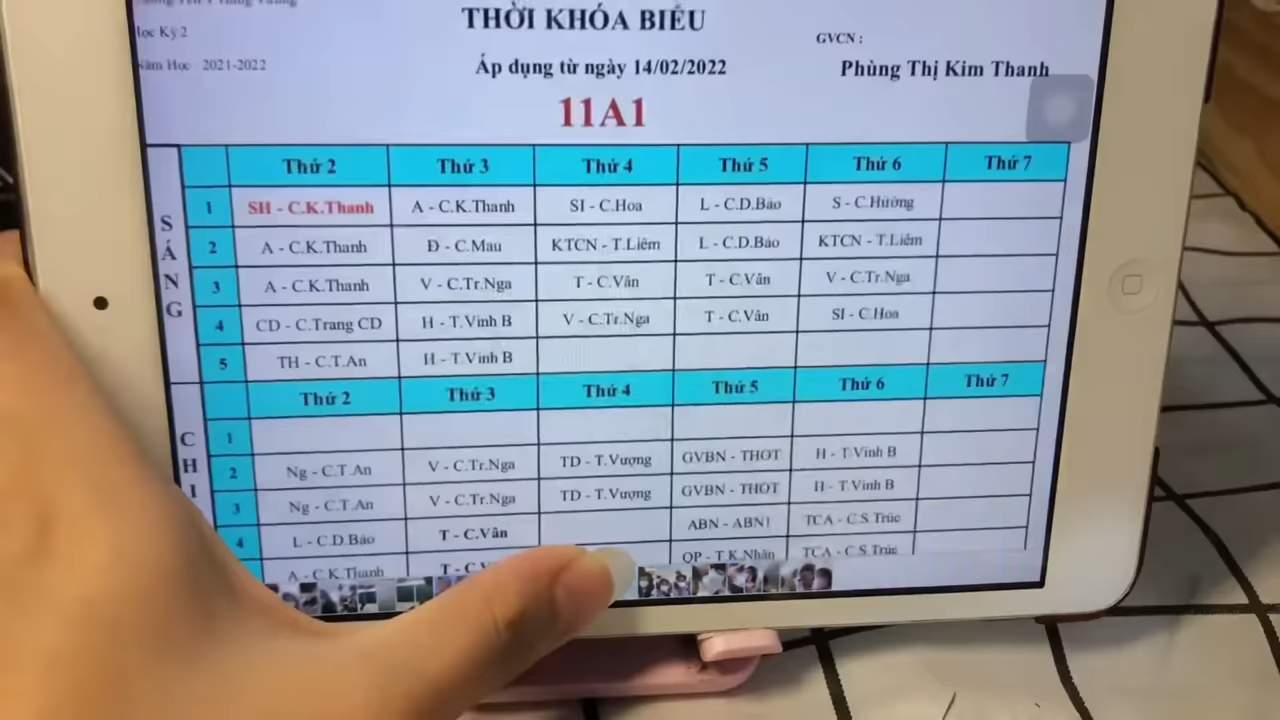 Học Kỳ 2
Năm Học 2021-2022
THỜI KHÓA BIỂU
Áp dụng từ ngày 14/02/2022
11A1
GVCN :
Phùng Thị Kim Thanh
SÁNG
Thứ 2 Thứ 3 Thứ 4 Thứ 5 Thứ 6 Thứ 7
1 SH - C.K.Thanh A - C.K.Thanh SI - C.Hoa L - C.D.Bảo S - C.Hường
2 A - C.K.Thanh Đ - C.Mau KTCN - T.Liêm L - C.D.Bảo KTCN - T.Liêm
3 A - C.K.Thanh V - C.Tr.Nga T - C.Vân T - C.Vân V - C.Tr.Nga
4 CD - C.Trang CD H - T.Vinh B V - C.Tr.Nga T - C.Vân SI - C.Hoa
5 TH - C.T.An H - T.Vinh B
CHI
Thứ 2 Thứ 3 Thứ 4 Thứ 5 Thứ 6 Thứ 7
1
2 Ng - C.T.An V - C.Tr.Nga TD - T.Vượng GVBN - THOT H - T.Vinh B
3 Ng - C.T.An V - C.Tr.Nga TD - T.Vượng GVBN - THOT H - T.Vinh B
4 L - C.D.Bảo T - C.Vân ABN - ABN1 TCA - C.S.Trúc
A - C.K.Thanh T - C.V QP - T.K.Nhân TCA - C.S.Trúc